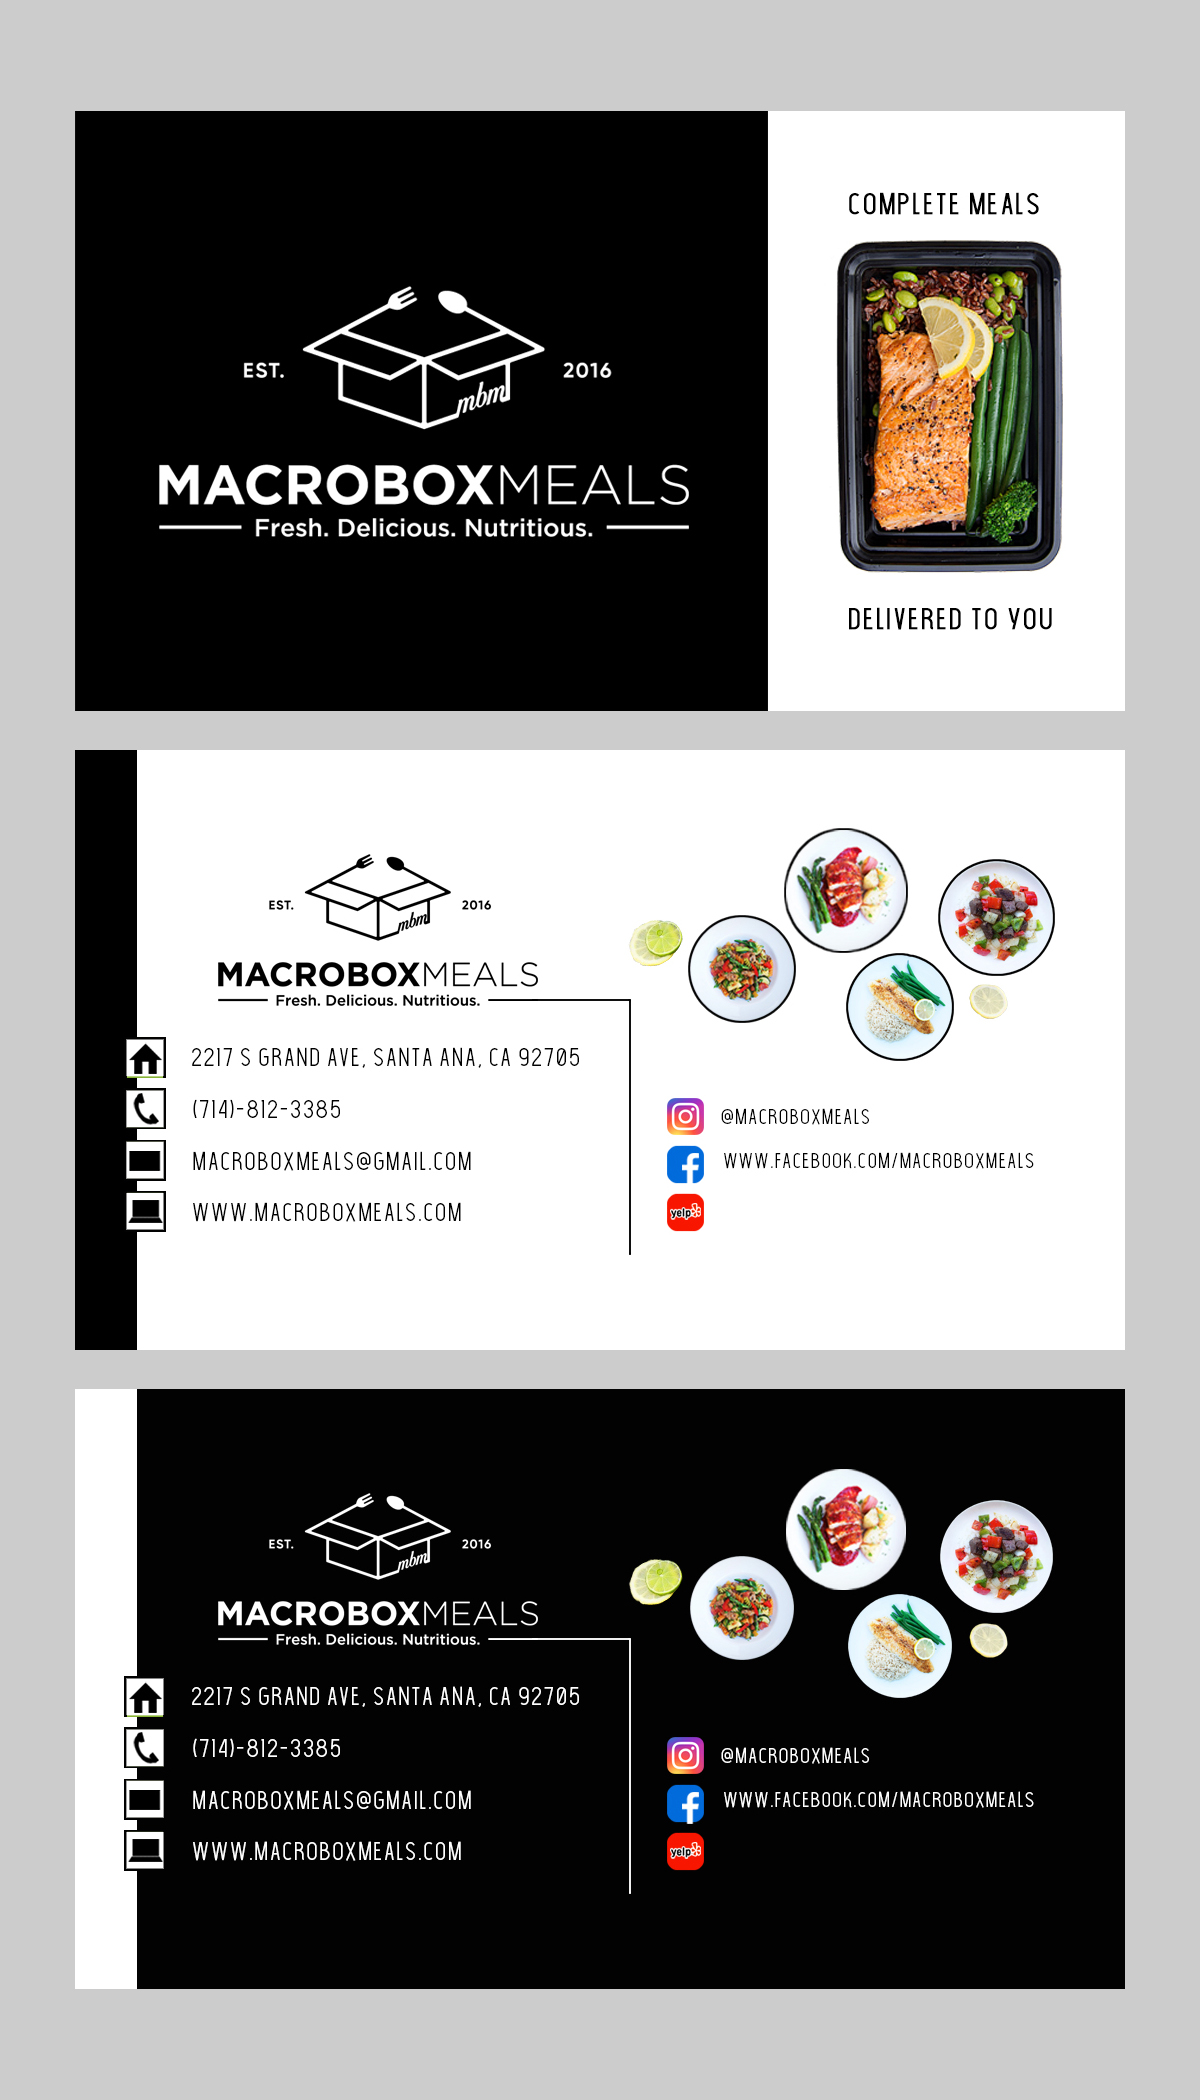 COMPLETE MEALS
EST.
2016
mbm
MACROBOXMEALS
Fresh. Delicious. Nutritious.
DELIVERED TO YOU
EST.
2016
mbm
MACROBOXMEALS
Fresh. Delicious. Nutritious.
2217 S GRAND AVE, SANTA ANA, CA 92705
(714)-812-3385
MACROBOXMEALS@GMAIL.COM
WWW.MACROBOXMEALS.COM
@MACROBOXMEALS
WWW.FACEBOOK.COM/MACROBOXMEALS
yelp
EST.
2016
mbm
MACROBOXMEALS
Fresh. Delicious. Nutritious.
2217 S GRAND AVE, SANTA ANA, CA 92705
(714)-812-3385
MACROBOXMEALS@GMAIL.COM
WWW.MACROBOXMEALS.COM
@MACROBOXMEALS
WWW.FACEBOOK.COM/MACROBOXMEALS
yelp